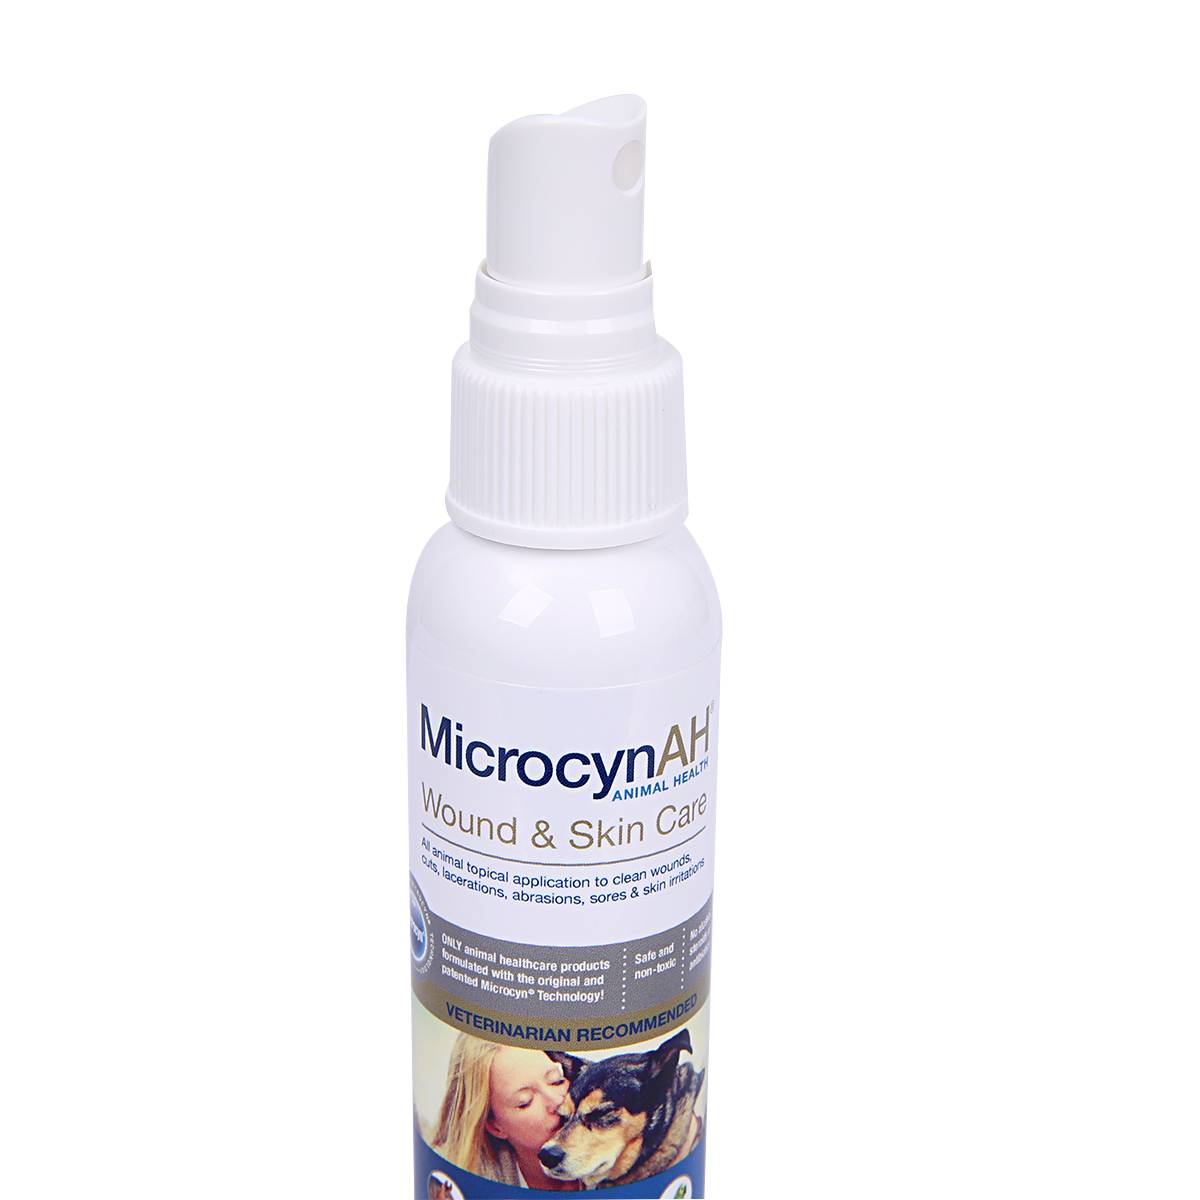 MicrocynAH®
ANIMAL HEALTH
Wound & Skin Care
All animal topical application to clean wounds,
cuts, lacerations, abrasions, sores & skin irritations
ONLY animal healthcare products
formulated with the original and
patented Microcyn® Technology!
Safe and
non-toxic
No
VETERINARIAN RECOMMENDED